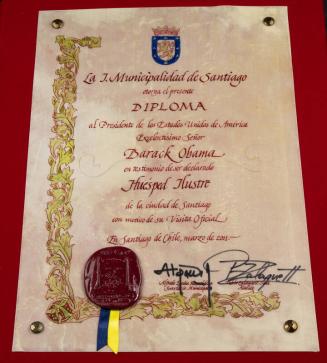 La I. Municipalidad de Santiago
otorga el presente
DIPLOMA
al Presidente de los Estados Unidos de América
Excelentísimo Señor
Barack Obama
en testimonio de ser declarado
Huésped Ilustre
de la ciudad de Santiago
con motivo de su Visita Oficial
En Santiago de Chile, marzo de 2011.-